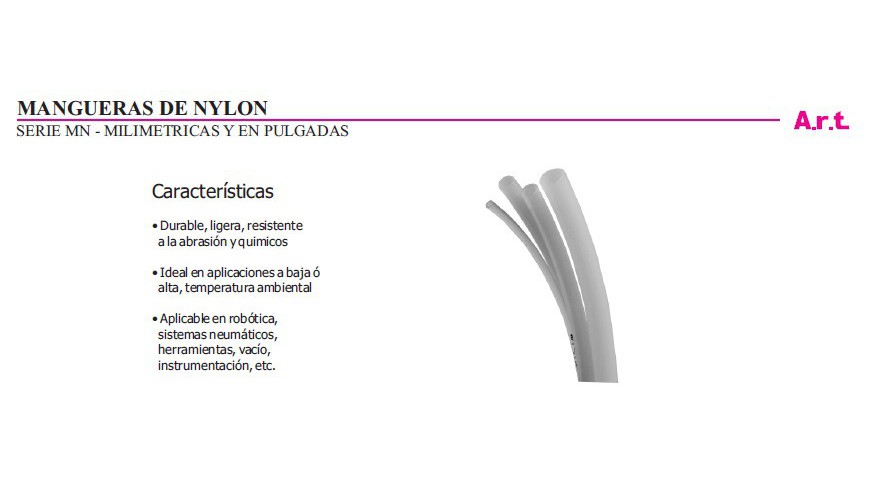 MANGUERAS DE NYLON
SERIE MN - MILIMETRICAS Y EN PULGADAS
A.r.t.
Características
• Durable, ligera, resistente
a la abrasión y quimicos
• Ideal en aplicaciones a baja ó
alta, temperatura ambiental
• Aplicable en robótica,
sistemas neumáticos,
herramientas, vacío,
instrumentación, etc.